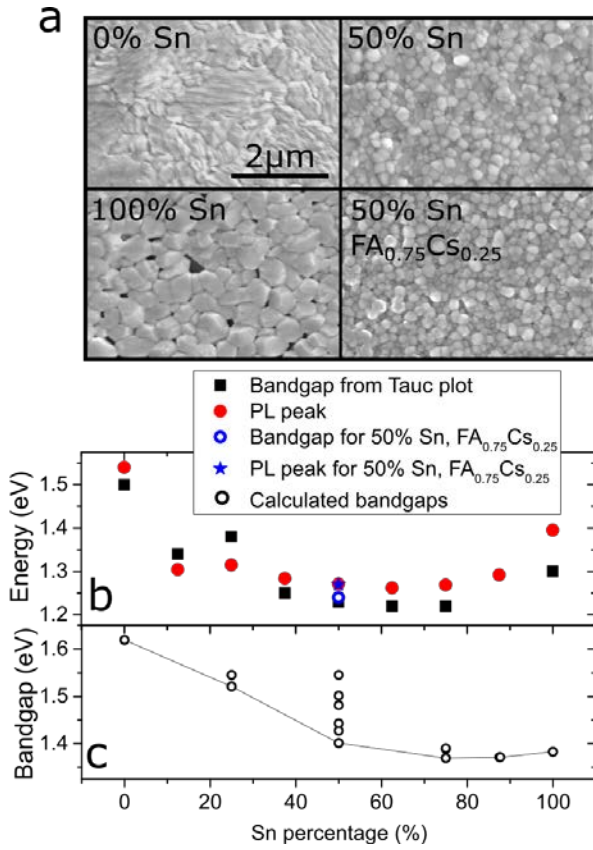 a
0% Sn
50% Sn
2μm
100% Sn
50% Sn
FA0.75Cs0.25
Bandgap from Tauc plot
PL peak
Bandgap for 50% Sn, FA0.75Cs0.25
PL peak for 50% Sn, FA0.75Cs0.25
Calculated bandgaps
Energy (eV)
1.5
1.4
1.3
1.2
b
Bandgap (eV)
1.6
1.5
1.4
c
0 20 40 60 80 100
Sn percentage (%)